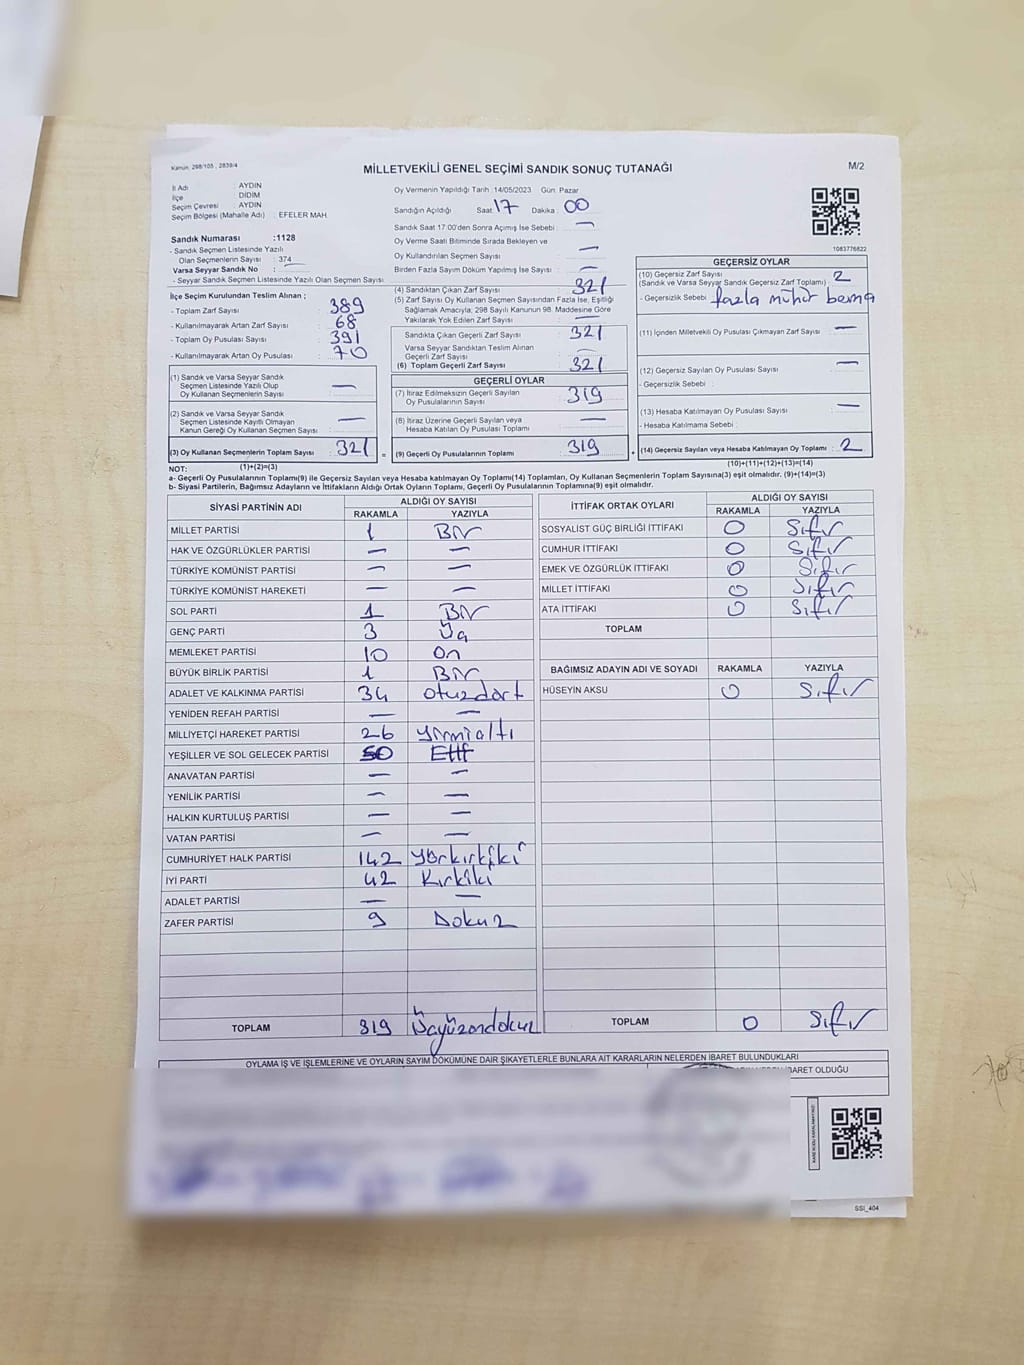 Kanun: 298/105 , 2839/4
MİLLETVEKİLİ GENEL SEÇİMİ SANDIK SONUÇ TUTANAĞI
M/2
İl Adı : AYDIN
İlçe : DİDİM
Seçim Çevresi : AYDIN
Seçim Bölgesi (Mahalle Adı) : EFELER MAH.
Sandık Numarası :1128
- Sandık Seçmen Listesinde Yazılı
Olan Seçmenlerin Sayısı : 374
Varsa Seyyar Sandık No : —
- Seyyar Sandık Seçmen Listesinde Yazılı Olan Seçmen Sayısı
İlçe Seçim Kurulundan Teslim Alınan ;
- Toplam Zarf Sayısı : 389
- Kullanılmayarak Artan Zarf Sayısı : 68
- Toplam Oy Pusulası : 391
- Kullanılmayarak Artan Oy Pusulası : 70
(1) Sandık ve Varsa Seyyar Sandık
Seçmen Listesinde Yazılı Olup
Oy Kullanan Seçmenlerin Sayısı : —
(2) Sandık ve Varsa Seyyar Sandık
Seçmen Listesinde Kayıtlı Olmayan
Kanun Gereği Oy Kullanan Seçmen Sayısı : —
(3) Oy Kullanan Seçmenlerin Toplam Sayısı : 321
Oy Vermenin Yapıldığı Tarih :14/05/2023 Gün: Pazar
Sandığın Açıldığı Saat: 17 Dakika : 00
Sandık Saat 17:00'den Sonra Açılmış İse Sebebi : —
Oy Verme Saati Bitiminde Sırada Bekleyen ve
Oy Kullandırılan Seçmen Sayısı : —
Birden Fazla Sayım Döküm Yapılmış İse Sayısı : —
(4) Sandıktan Çıkan Zarf Sayısı : 321
(5) Zarf Sayısı Oy Kullanan Seçmen Sayısından Fazla İse, Eşitliği
Sağlamak Amacıyla; 298 Sayılı Kanunun 98. Maddesine Göre
Yakılarak Yok Edilen Zarf Sayısı : —
Sandıkta Çıkan Geçerli Zarf Sayısı : 321
Varsa Seyyar Sandıktan Teslim Alınan
Geçerli Zarf Sayısı : —
(6) Toplam Geçerli Zarf Sayısı : 321
GEÇERLİ OYLAR
(7) İtiraz Edilmeksizin Geçerli Sayılan
Oy Pusulalarının Sayısı : 319
(8) İtiraz Üzerine Geçerli Sayılan veya
Hesaba Katılan Oy Pusulası Toplamı : —
= (9) Geçerli Oy Pusulalarının Toplamı : 319
1083776822
GEÇERSİZ OYLAR
(10) Geçersiz Zarf Sayısı : 2
(Sandık ve Varsa Seyyar Sandık Geçersiz Zarf Toplamı)
- Geçersizlik Sebebi : fazla mühür basma
(11) İçinden Milletvekili Oy Pusulası Çıkmayan Zarf Sayısı : —
(12) Geçersiz Sayılan Oy Pusulası Sayısı : —
- Geçersizlik Sebebi :
(13) Hesaba Katılmayan Oy Pusulası Sayısı : —
- Hesaba Katılmama Sebebi :
+ (14) Geçersiz Sayılan veya Hesaba Katılmayan Oy Toplamı : 2
NOT: (1)+(2)=(3) (10)+(11)+(12)+(13)=(14)
a- Geçerli Oy Pusulalarının Toplamı(9) ile Geçersiz Sayılan veya Hesaba katılmayan Oy Toplamı(14) Toplamları, Oy Kullanan Seçmenlerin Toplam Sayısına(3) eşit olmalıdır. (9)+(14)=(3)
b- Siyasi Partilerin, Bağımsız Adayların ve İttifakların Aldığı Ortak Oyların Toplamı, Geçerli Oy Pusulalarının Toplamına(9) eşit olmalıdır.
SİYASİ PARTİNİN ADI ALDIĞI OY SAYISI
RAKAMLA YAZIYLA
MİLLET PARTİSİ 1 Bir
HAK VE ÖZGÜRLÜKLER PARTİSİ — —
TÜRKİYE KOMÜNİST PARTİSİ — —
TÜRKİYE KOMÜNİST HAREKETİ — —
SOL PARTİ 1 Bir
GENÇ PARTİ 3 Üç
MEMLEKET PARTİSİ 10 On
BÜYÜK BİRLİK PARTİSİ 1 Bir
ADALET VE KALKINMA PARTİSİ 34 otuzdört
YENİDEN REFAH PARTİSİ — —
MİLLİYETÇİ HAREKET PARTİSİ 26 yirmialtı
YEŞİLLER VE SOL GELECEK PARTİSİ 50 Elli
ANAVATAN PARTİSİ — —
YENİLİK PARTİSİ — —
HALKIN KURTULUŞ PARTİSİ — —
VATAN PARTİSİ — —
CUMHURİYET HALK PARTİSİ 142 yüzkırkiki
İYİ PARTİ 42 Kırkiki
ADALET PARTİSİ — —
ZAFER PARTİSİ 9 Dokuz
TOPLAM 319 Üçyüzondokuz
İTTİFAK ORTAK OYLARI ALDIĞI OY SAYISI
RAKAMLA YAZIYLA
SOSYALİST GÜÇ BİRLİĞİ İTTİFAKI 0 Sıfır
CUMHUR İTTİFAKI 0 Sıfır
EMEK VE ÖZGÜRLÜK İTTİFAKI 0 Sıfır
MİLLET İTTİFAKI 0 Sıfır
ATA İTTİFAKI 0 Sıfır
TOPLAM
BAĞIMSIZ ADAYIN ADI VE SOYADI RAKAMLA YAZIYLA
HÜSEYİN AKSU 0 Sıfır
TOPLAM 0 Sıfır
OYLAMA İŞ VE İŞLEMLERİNE VE OYLARIN SAYIM DÖKÜMÜNE DAİR ŞİKAYETLERLE BUNLARA AİT KARARLARIN NELERDEN İBARET BULUNDUKLARI
İBARET OLDUĞU
SSI_404